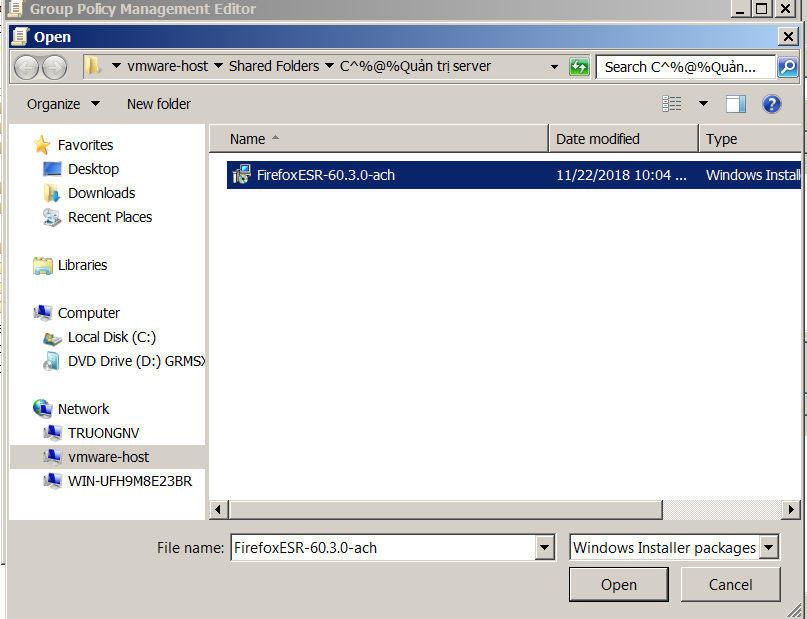 Group Policy Management Editor
Open
vmware-host Shared Folders C^%@%Quản trị server
Search C^%@%Quản...
Organize New folder
Name Date modified Type
Favorites
Desktop
Downloads
Recent Places
Libraries
Computer
Local Disk (C:)
DVD Drive (D:) GRMSX
Network
TRUONGNV
vmware-host
WIN-UFH9M8E23BR
FirefoxESR-60.3.0-ach 11/22/2018 10:04 ... Windows Install
File name: FirefoxESR-60.3.0-ach Windows Installer packages
Open Cancel